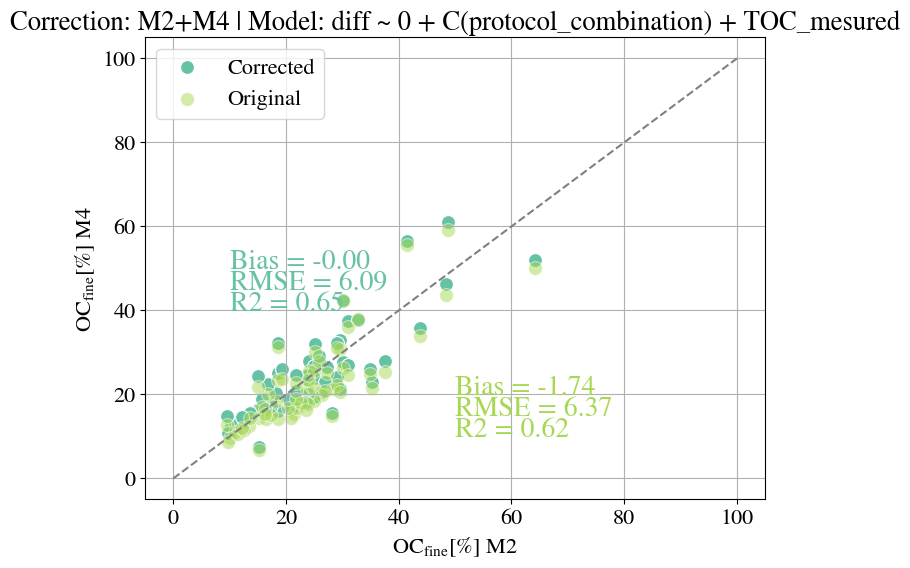 Correction: M2+M4 | Model: diff ~ 0 + C(protocol_combination) + TOC_mesured
100
80
60
40
20
0
OCfine[%] M4
Corrected
Original
Bias = -0.00
RMSE = 6.09
R2 = 0.65
Bias = -1.74
RMSE = 6.37
R2 = 0.62
0
20
40
60
80
100
OCfine[%] M2